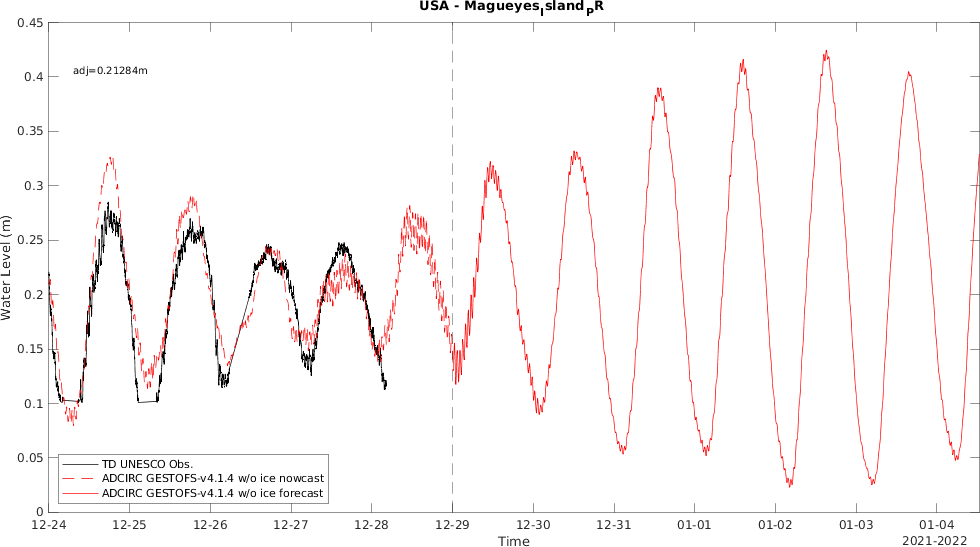 USA - Magueyes_Island_PR
0.45
0.4
adj=0.21284m
0.35
0.3
0.25
0.2
0.15
0.1
0.05
0
Water Level (m)
TD UNESCO Obs.
ADCIRC GESTOFS-v4.1.4 w/o ice nowcast
ADCIRC GESTOFS-v4.1.4 w/o ice forecast
12-24 12-25 12-26 12-27 12-28 12-29 12-30 12-31 01-01 01-02 01-03 01-04
Time
2021-2022